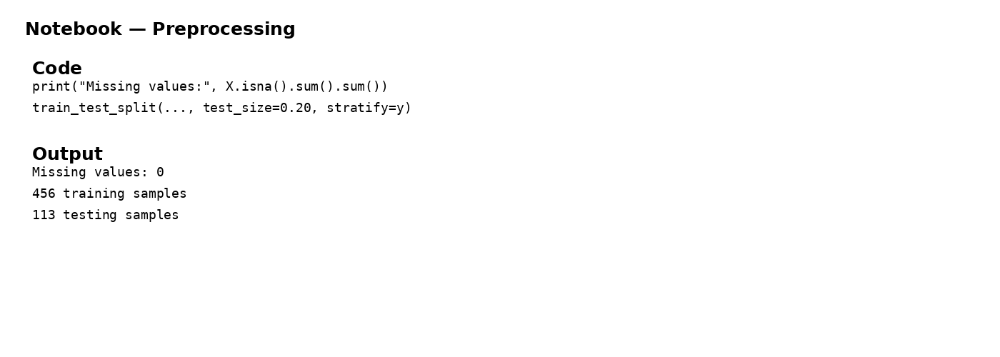 Notebook — Preprocessing
Code
print("Missing values:", X.isna().sum().sum())
train_test_split(..., test_size=0.20, stratify=y)
Output
Missing values: 0
456 training samples
113 testing samples